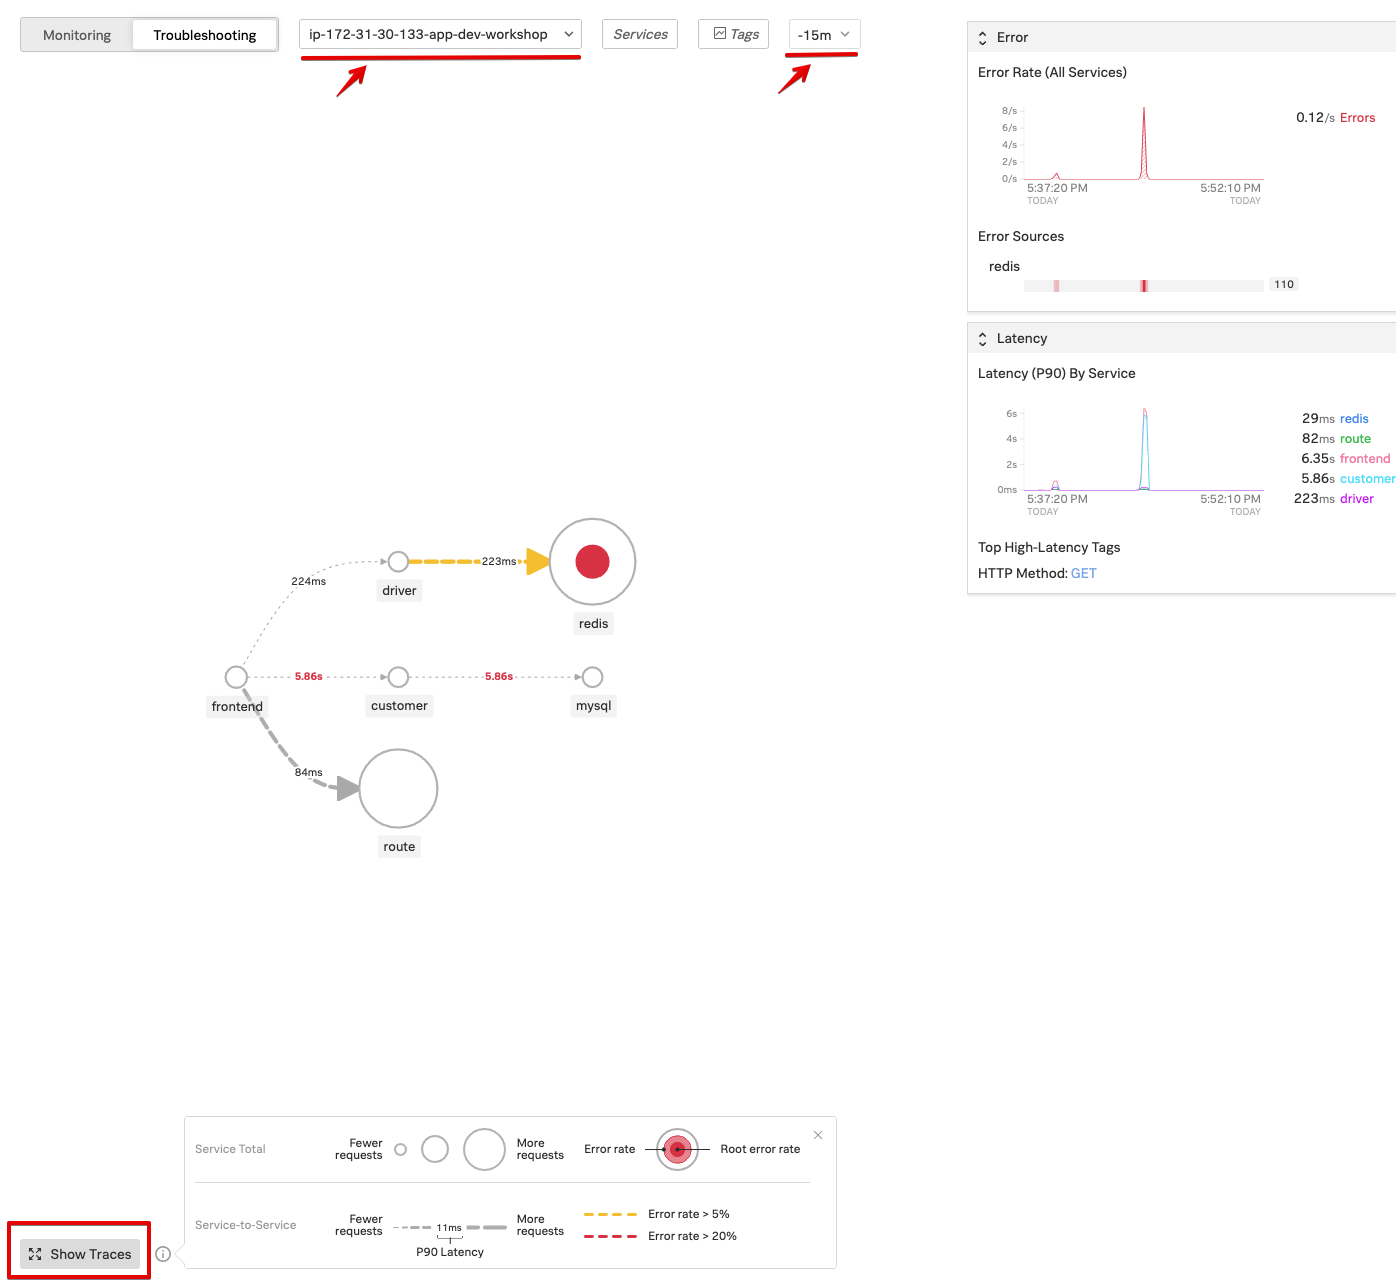 Monitoring
Troubleshooting
ip-172-31-30-133-app-dev-workshop
Services
Tags
-15m
Error
Error Rate (All Services)
8/s
6/s
4/s
2/s
0/s
5:37:20 PM
TODAY
5:52:10 PM
TODAY
0.12/s Errors
Error Sources
redis
110
Latency
Latency (P90) By Service
6s
4s
2s
0ms
5:37:20 PM
TODAY
5:52:10 PM
TODAY
29ms redis
82ms route
6.35s frontend
5.86s customer
223ms driver
Top High-Latency Tags
HTTP Method: GET
224ms
driver
223ms
redis
frontend
5.86s
customer
5.86s
mysql
84ms
route
Service Total
Fewer
requests
More
requests
Error rate
Root error rate
Service-to-Service
Fewer
requests
11ms
P90 Latency
More
requests
Error rate > 5%
Error rate > 20%
Show Traces